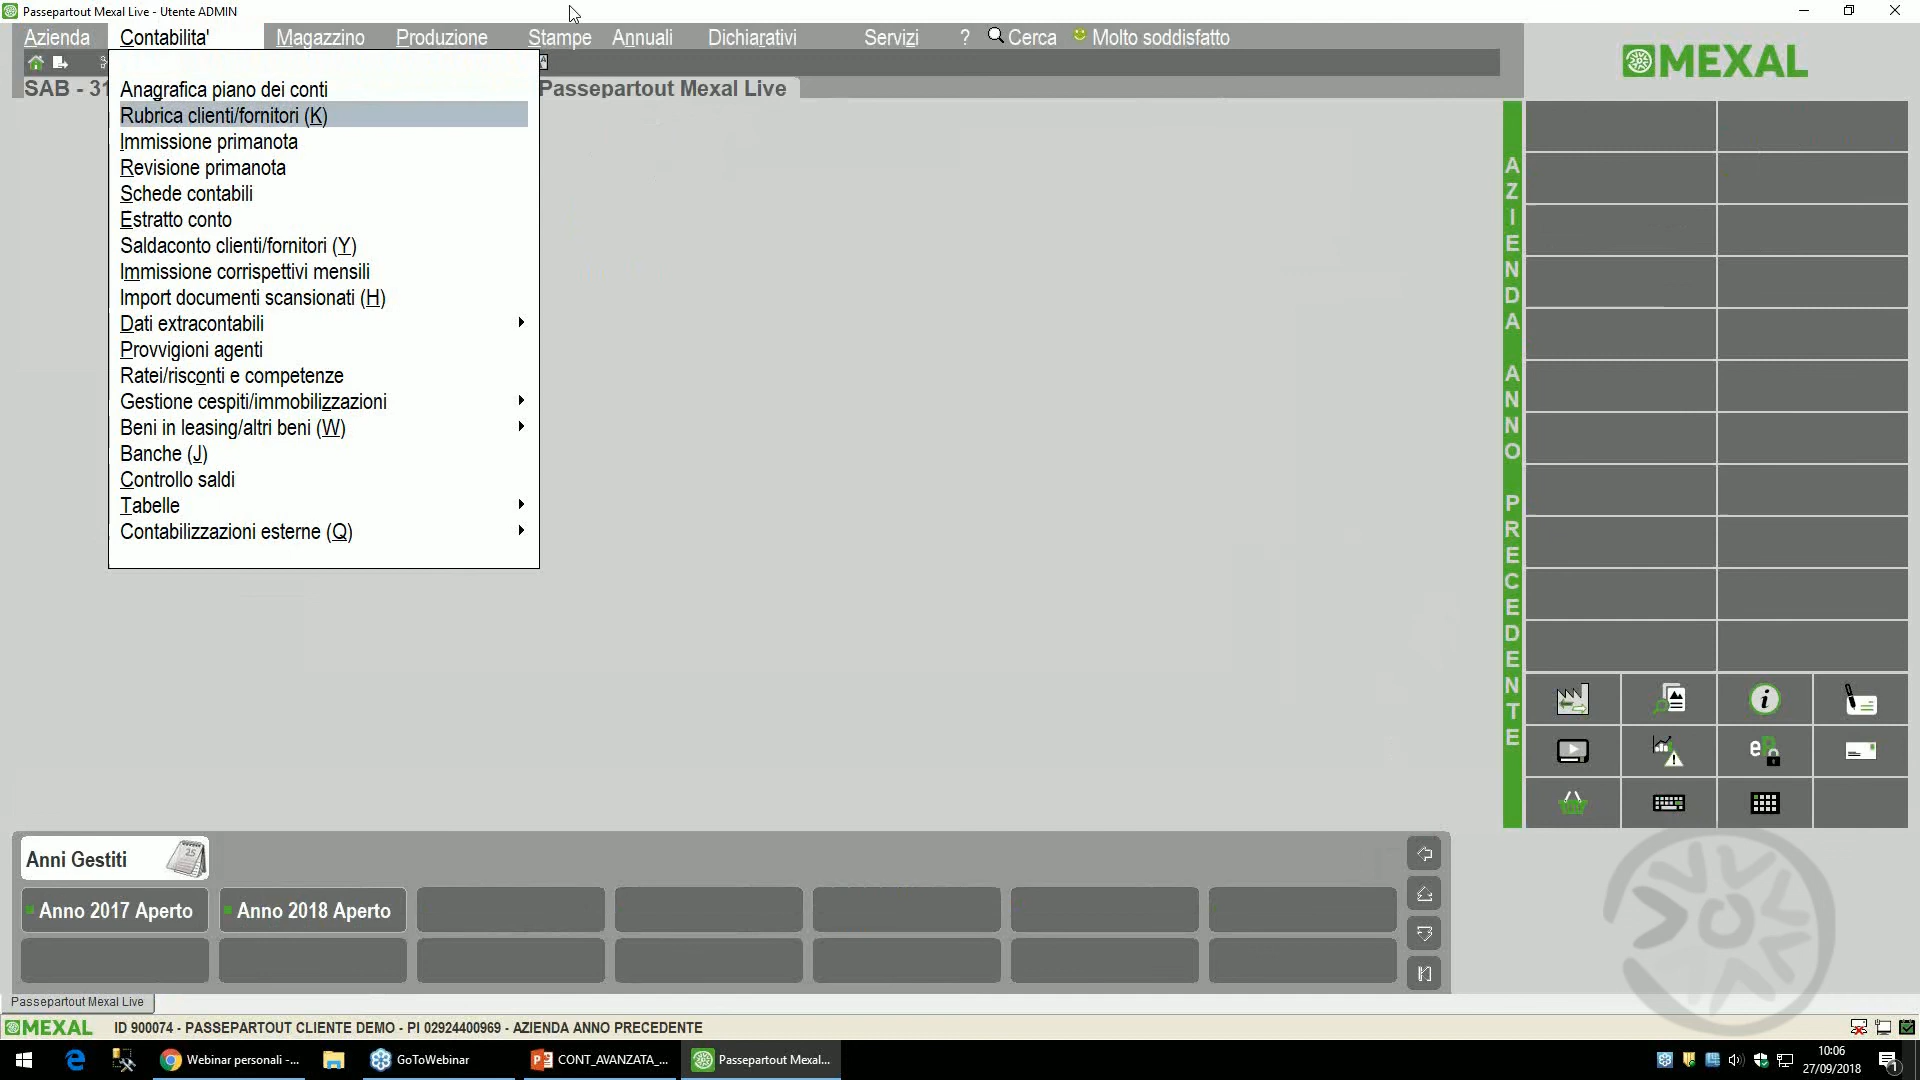 Passepartout Mexal Live - Utente ADMIN
Azienda Contabilita' Magazzino Produzione Stampe Annuali Dichiarativi Servizi ? Cerca Molto soddisfatto
MEXAL
SAB - 31 Passepartout Mexal Live
Anagrafica piano dei conti
Rubrica clienti/fornitori (K)
Immissione primanota
Revisione primanota
Schede contabili
Estratto conto
Saldaconto clienti/fornitori (Y)
Immissione corrispettivi mensili
Import documenti scansionati (H)
Dati extracontabili
Provvigioni agenti
Ratei/risconti e competenze
Gestione cespiti/immobilizzazioni
Beni in leasing/altri beni (W)
Banche (J)
Controllo saldi
Tabelle
Contabilizzazioni esterne (Q)
AZIENDA ANNO PRECEDENTE
Anni Gestiti
Anno 2017 Aperto Anno 2018 Aperto
Passepartout Mexal Live
MEXAL ID 900074 - PASSEPARTOUT CLIENTE DEMO - PI 02924400969 - AZIENDA ANNO PRECEDENTE
Webinar personali -... GoToWebinar CONT_AVANZATA_... Passepartout Mexal...
10:06
27/09/2018